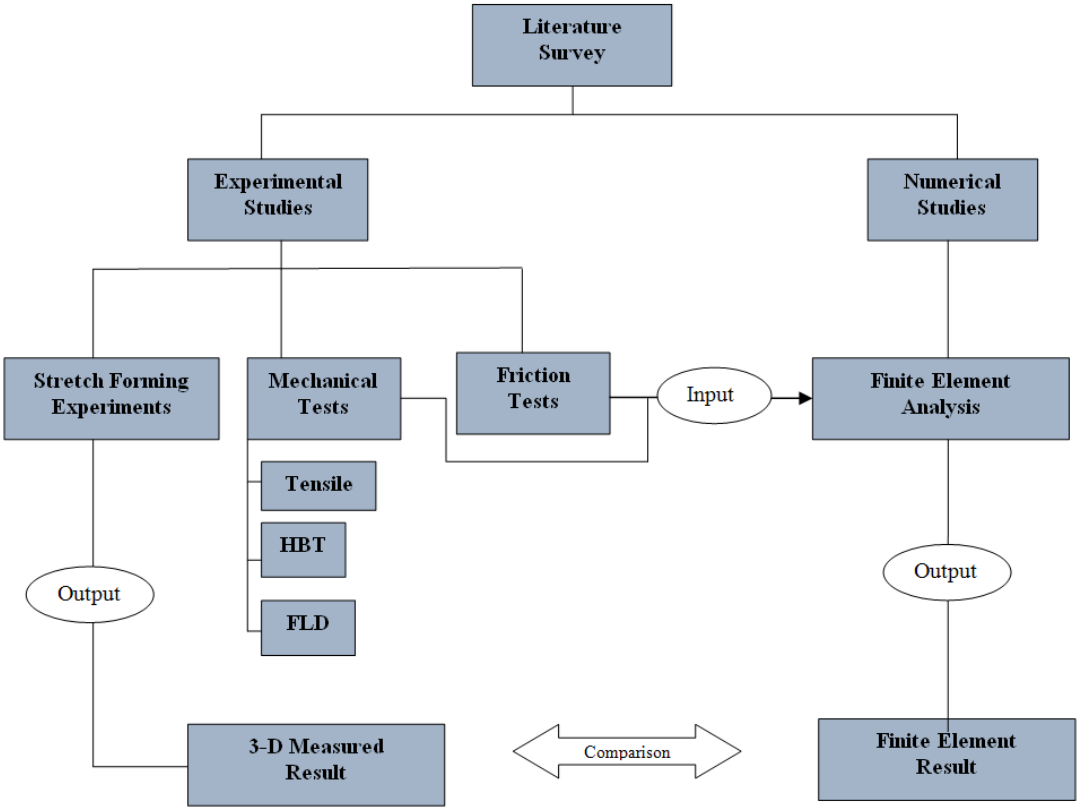 Literature
Survey
Experimental
Studies
Numerical
Studies
Stretch Forming
Experiments
Mechanical
Tests
Friction
Tests
Input
Finite Element
Analysis
Tensile
HBT
FLD
Output
Output
3-D Measured
Result
Comparison
Finite Element
Result